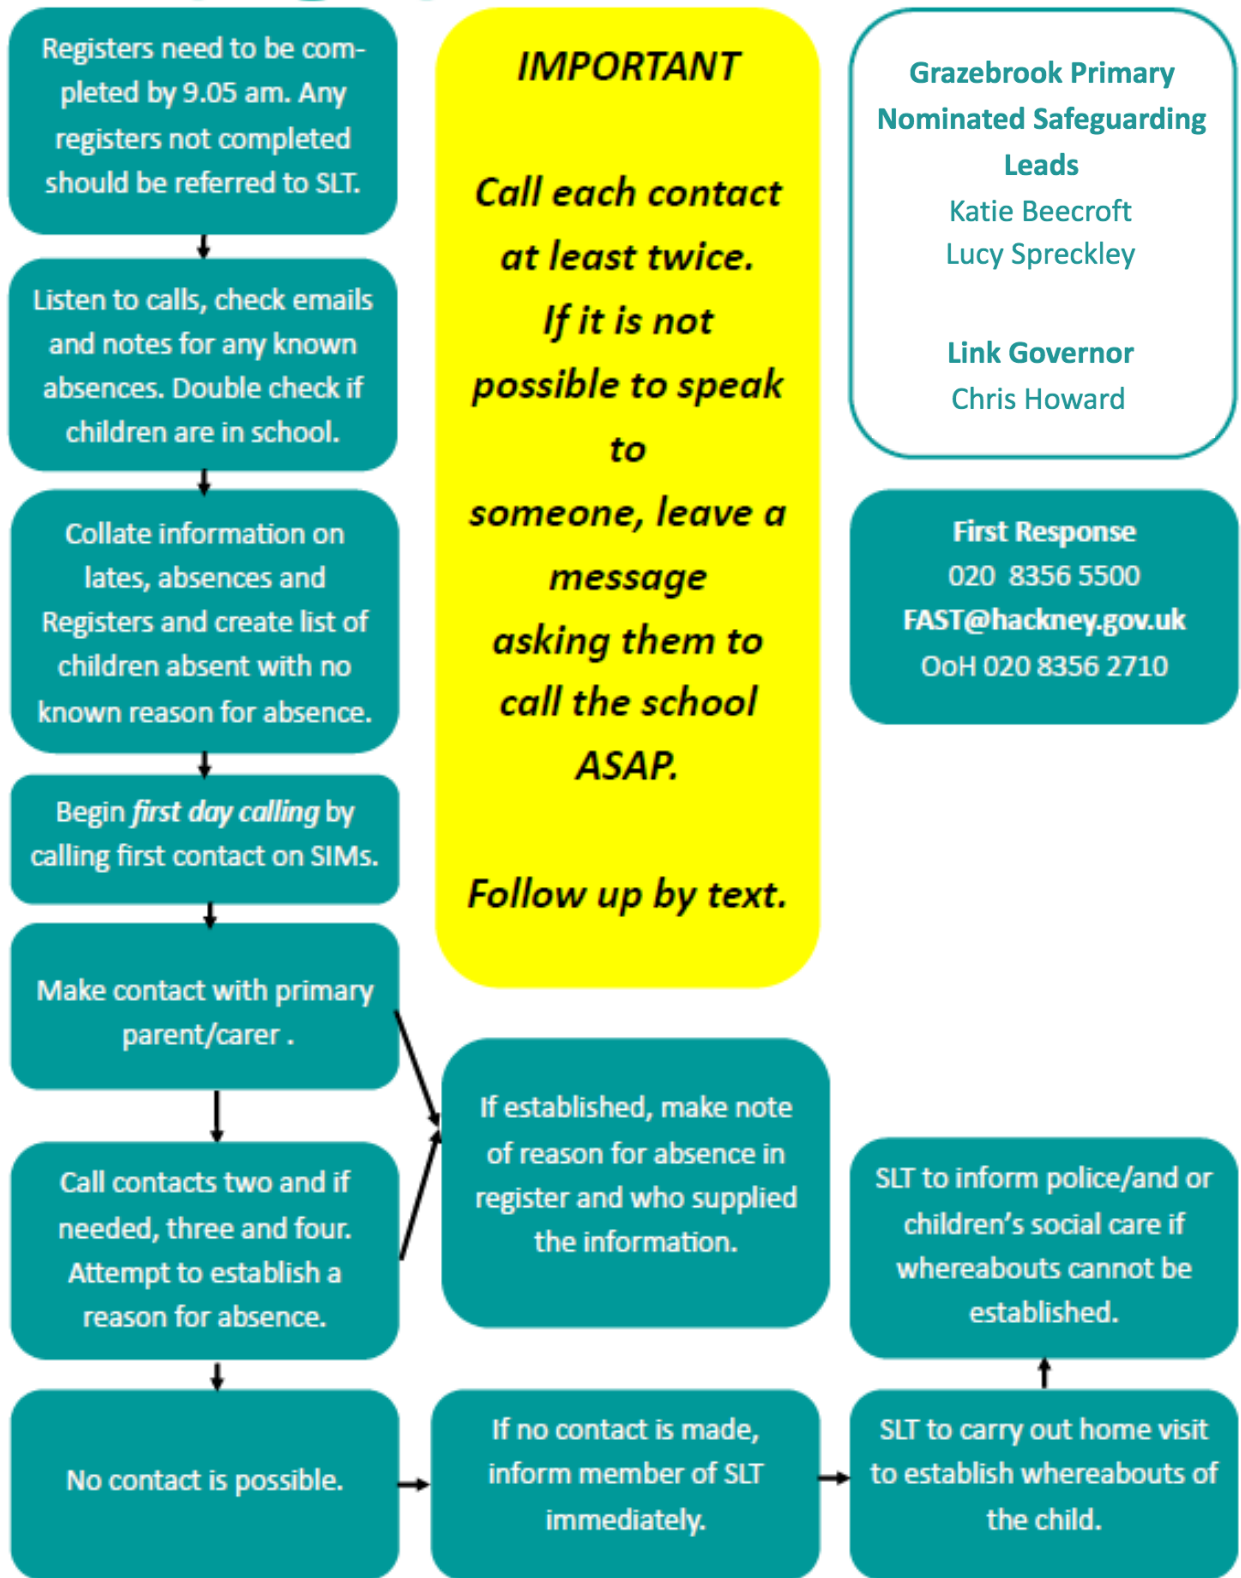 Registers need to be com-
pleted by 9.05 am. Any
registers not completed
should be referred to SLT.
Listen to calls, check emails
and notes for any known
absences. Double check if
children are in school.
Collate information on
lates, absences and
Registers and create list of
children absent with no
known reason for absence.
Begin first day calling by
calling first contact on SIMs.
Make contact with primary
parent/carer .
Call contacts two and if
needed, three and four.
Attempt to establish a
reason for absence.
No contact is possible.
IMPORTANT
Call each contact
at least twice.
If it is not
possible to speak
to
someone, leave a
message
asking them to
call the school
ASAP.
Follow up by text.
If established, make note
of reason for absence in
register and who supplied
the information.
If no contact is made,
inform member of SLT
immediately.
Grazebrook Primary
Nominated Safeguarding
Leads
Katie Beecroft
Lucy Spreckley
Link Governor
Chris Howard
First Response
020 8356 5500
FAST@hackney.gov.uk
OoH 020 8356 2710
SLT to inform police/and or
children’s social care if
whereabouts cannot be
established.
SLT to carry out home visit
to establish whereabouts of
the child.